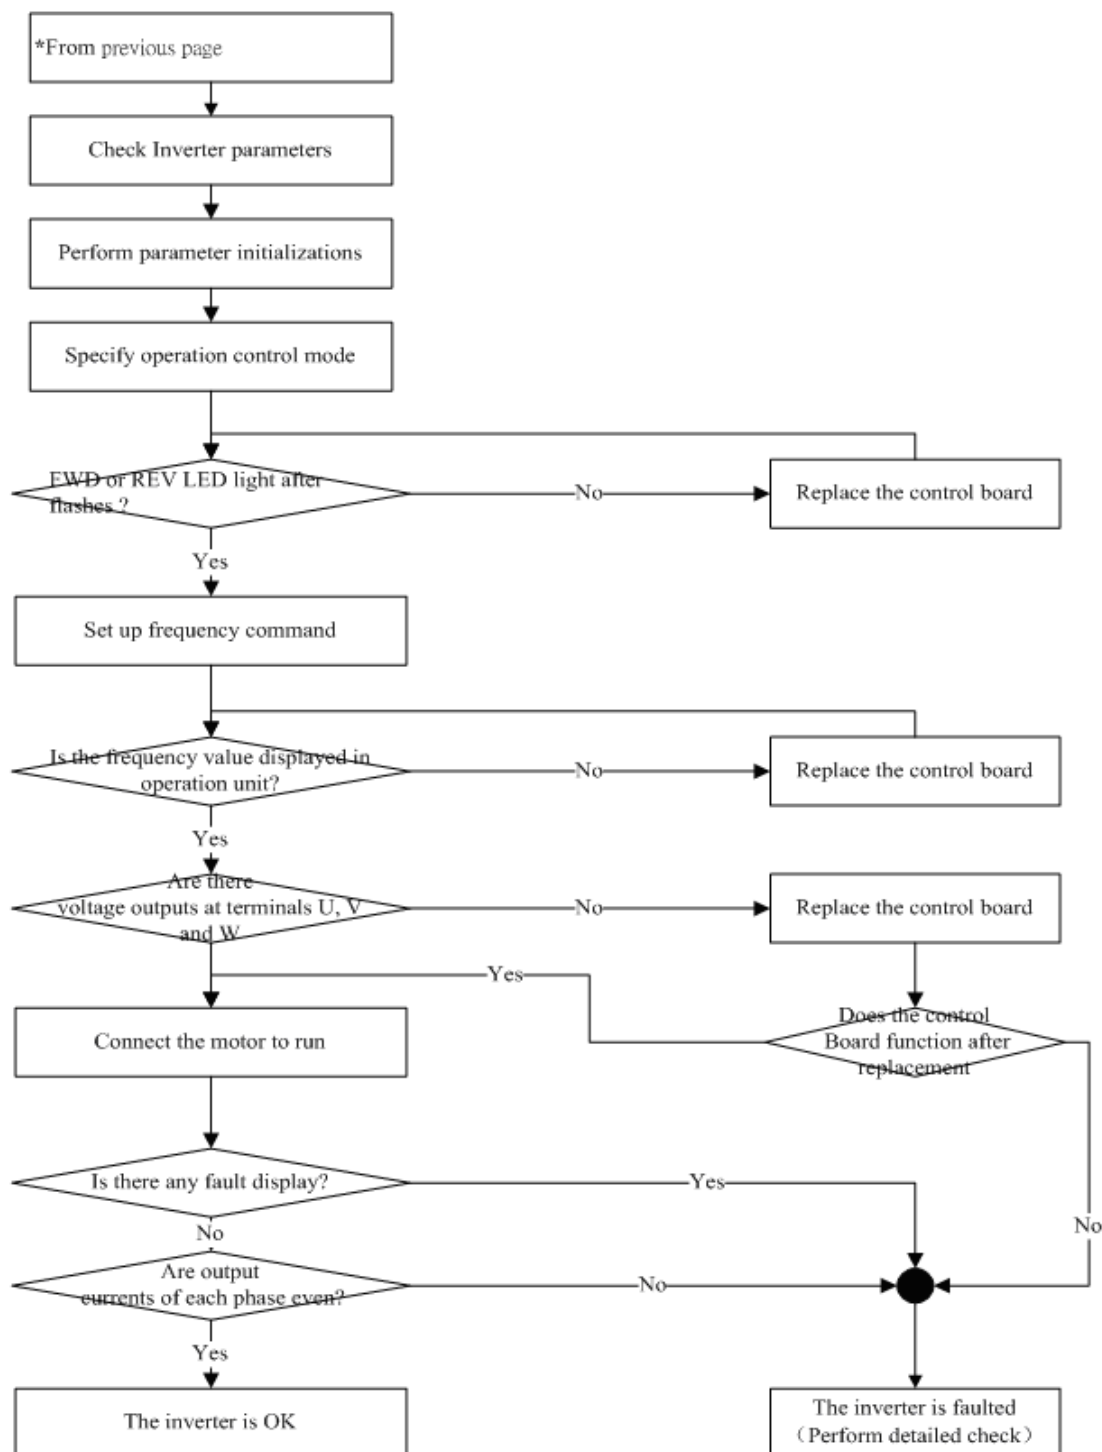 *From previous page
Check Inverter parameters
Perform parameter initializations
Specify operation control mode
FWD or REV LED light after
flashes ?
No
Replace the control board
Yes
Set up frequency command
Is the frequency value displayed in
operation unit?
No
Replace the control board
Yes
Are there
voltage outputs at terminals U, V
and W
No
Replace the control board
Yes
Does the control
Board function after
replacement
Connect the motor to run
Is there any fault display?
Yes
No
No
Are output
currents of each phase even?
No
Yes
The inverter is OK
The inverter is faulted
（Perform detailed check）